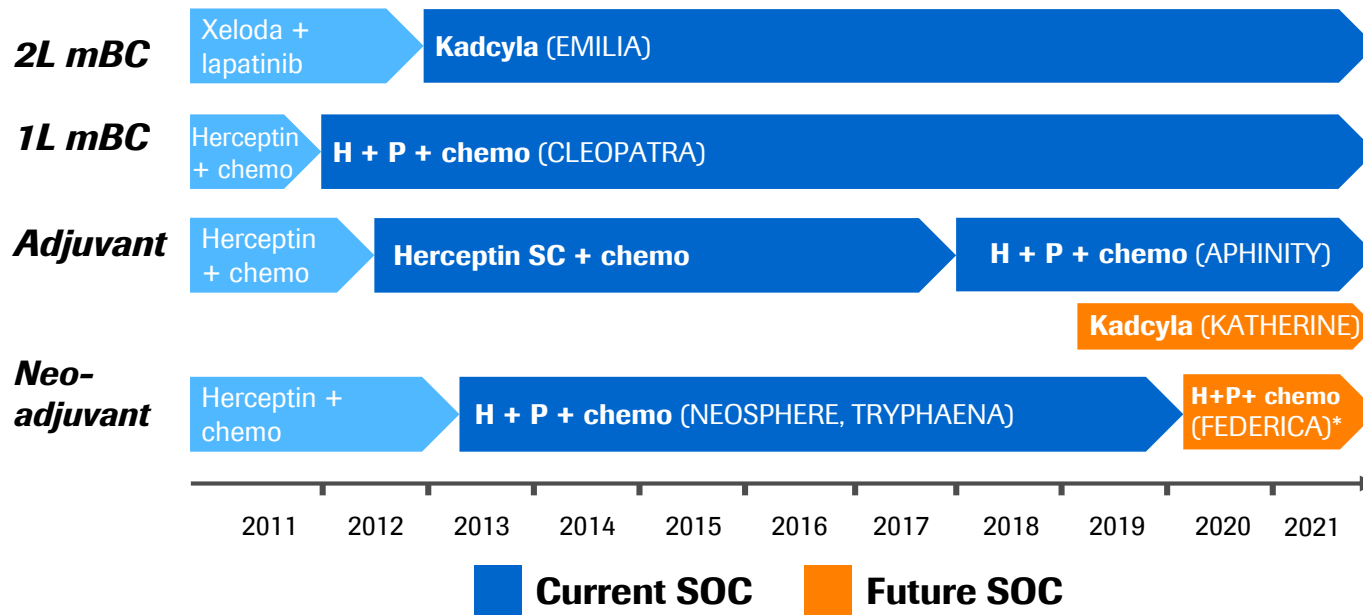 2L mBC
Xeloda +
lapatinib
Kadcyla (EMILIA)
1L mBC
Herceptin
+ chemo
H + P + chemo (CLEOPATRA)
Adjuvant
Herceptin
+ chemo
Herceptin SC + chemo
H + P + chemo (APHINITY)
Kadcyla (KATHERINE)
Neo-
adjuvant
Herceptin +
chemo
H + P + chemo (NEOSPHERE, TRYPHAENA)
H+P+ chemo
(FEDERICA)*
2011 2012 2013 2014 2015 2016 2017 2018 2019 2020 2021
Current SOC Future SOC